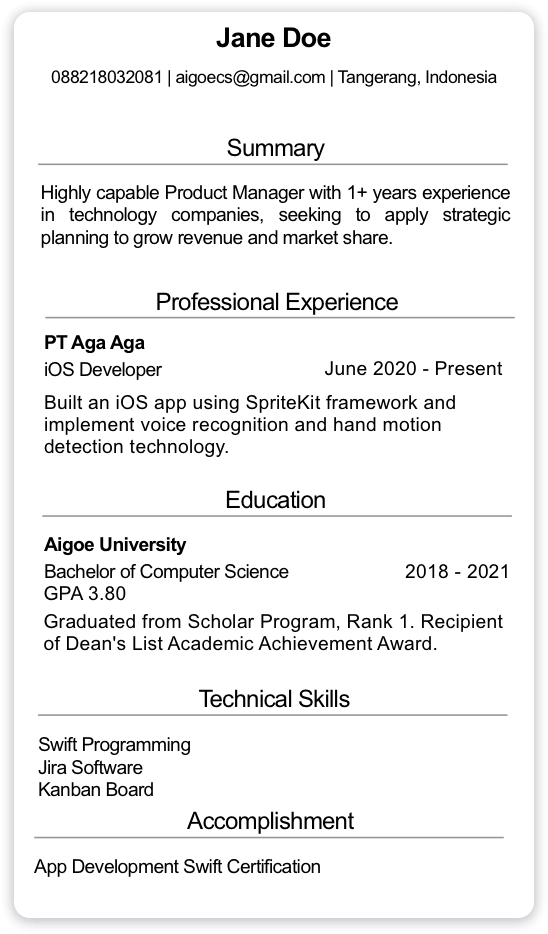 Jane Doe
088218032081 | aigoecs@gmail.com | Tangerang, Indonesia
Summary
Highly capable Product Manager with 1+ years experience
in technology companies, seeking to apply strategic
planning to grow revenue and market share.
Professional Experience
PT Aga Aga
iOS Developer June 2020 - Present
Built an iOS app using SpriteKit framework and
implement voice recognition and hand motion
detection technology.
Education
Aigoe University
Bachelor of Computer Science 2018 - 2021
GPA 3.80
Graduated from Scholar Program, Rank 1. Recipient
of Dean's List Academic Achievement Award.
Technical Skills
Swift Programming
Jira Software
Kanban Board
Accomplishment
App Development Swift Certification